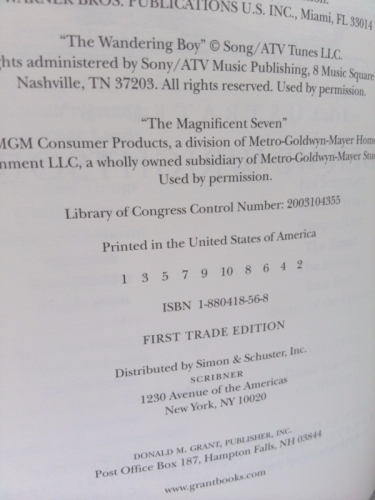 WARNER BROS. PUBLICATIONS U.S. INC., Miami, FL 33014
“The Wandering Boy” © Song/ATV Tunes LLC.
ghts administered by Sony/ATV Music Publishing, 8 Music Square
Nashville, TN 37203. All rights reserved. Used by permission.
“The Magnificent Seven”
MGM Consumer Products, a division of Metro-Goldwyn-Mayer Home
nment LLC, a wholly owned subsidiary of Metro-Goldwyn-Mayer Stu
Used by permission.
Library of Congress Control Number: 2003104355
Printed in the United States of America
1 3 5 7 9 10 8 6 4 2
ISBN 1-880418-56-8
FIRST TRADE EDITION
Distributed by Simon & Schuster, Inc.
SCRIBNER
1230 Avenue of the Americas
New York, NY 10020
DONALD M. GRANT, PUBLISHER, INC.
Post Office Box 187, Hampton Falls, NH 03844
www.grantbooks.com